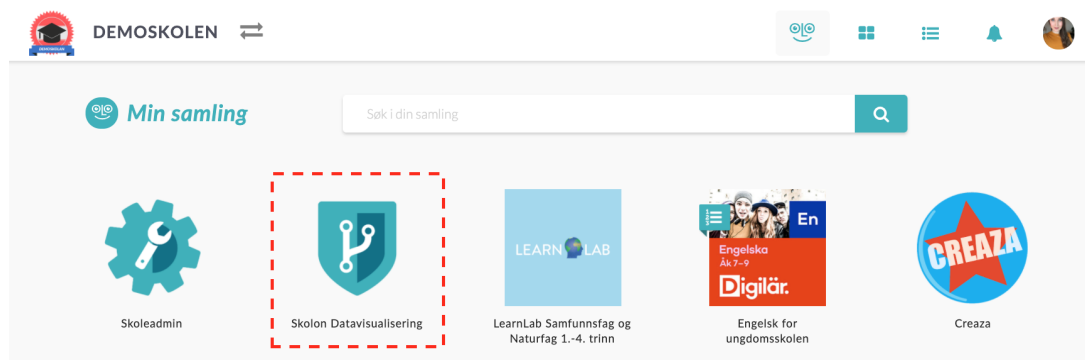 DEMOSKOLEN
DEMOSKOLEN
Min samling
Søk i din samling
LEARN LAB
En
Engelska
Åk 7–9
Digilär.
CREAZA
Skoleadmin
Skolon Datavisualisering
LearnLab Samfunnsfag og
Naturfag 1.-4. trinn
Engelsk for
ungdomsskolen
Creaza